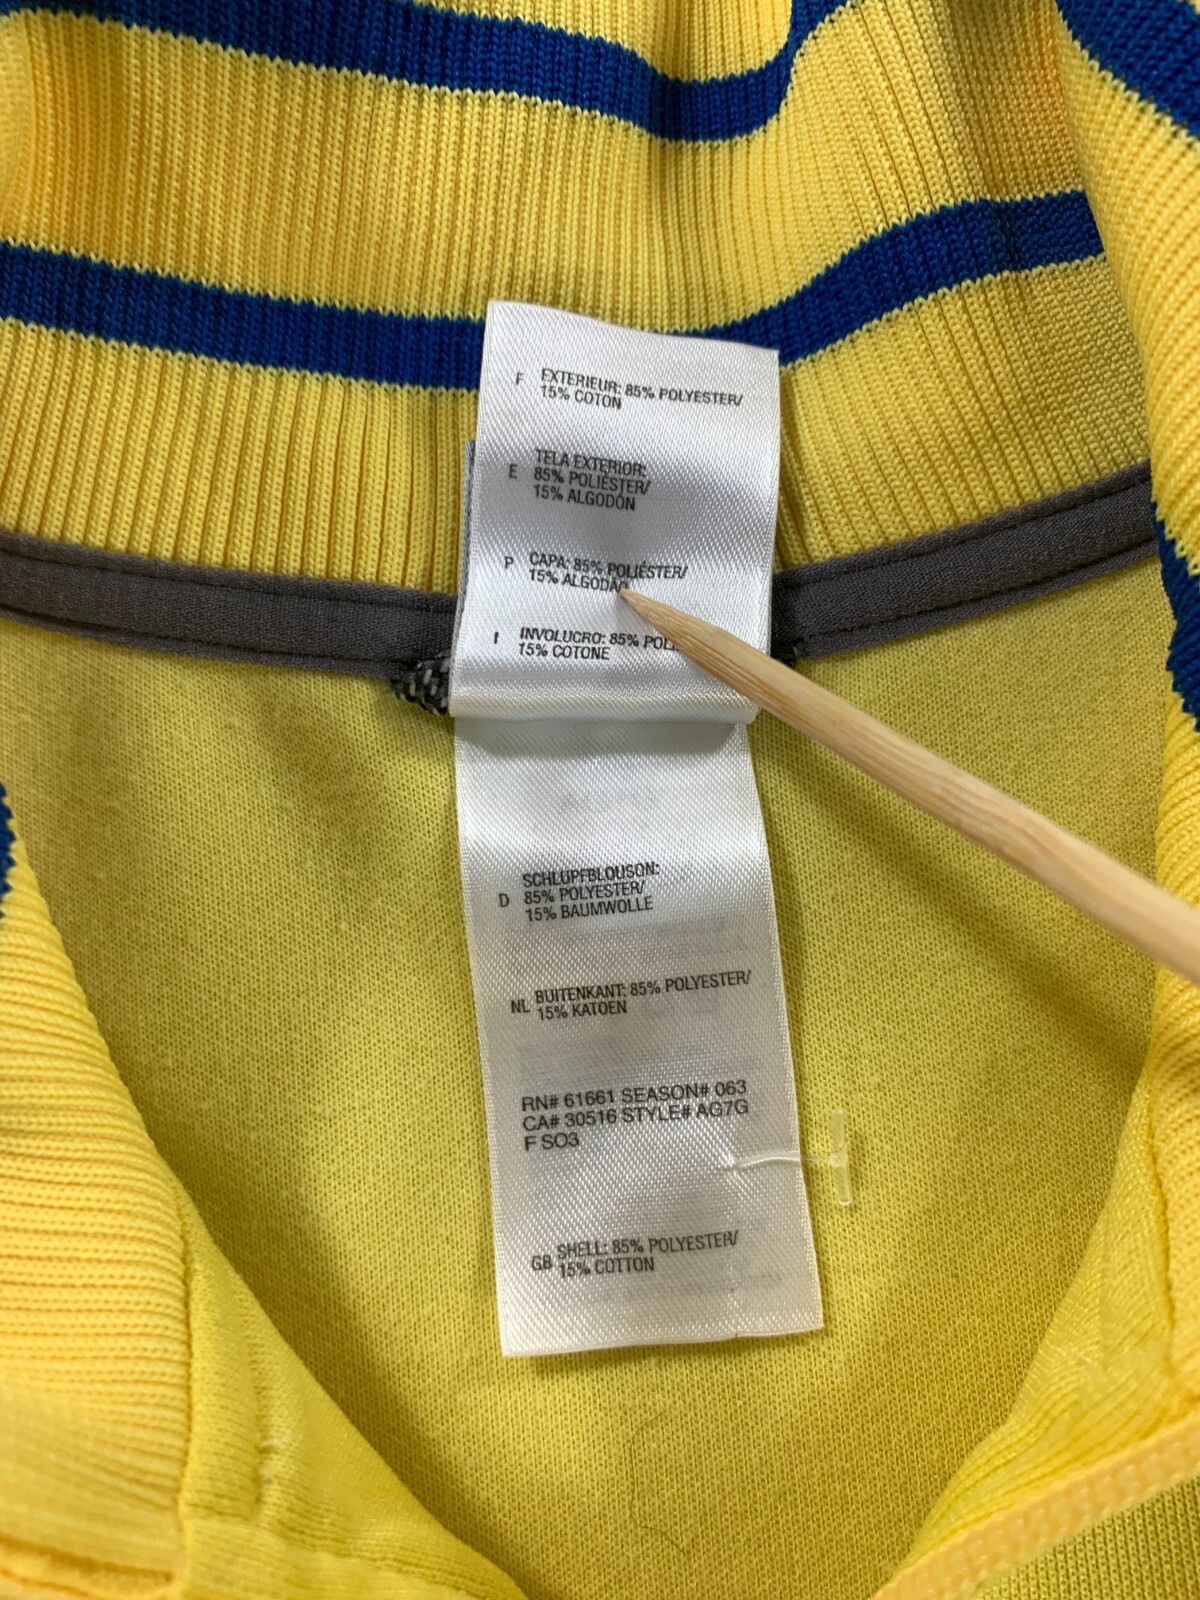 F EXTERIEUR: 85% POLYESTER/
15% COTON
E TELA EXTERIOR:
85% POLIÉSTER/
15% ALGODÓN
P CAPA: 85% POLIÉSTER/
15% ALGODÃO
I INVOLUCRO: 85%
15% COTONE
D SCHLUPFBLOUSON:
85% POLYESTER/
15% BAUMWOLLE
NL BUITENKANT: 85% POLYESTER/
15% KATOEN
RN# 61661 SEASON# 063
CA# 30516 STYLE# AG7G
F SO3
GB SHELL: 85% POLYESTER/
15% COTTON